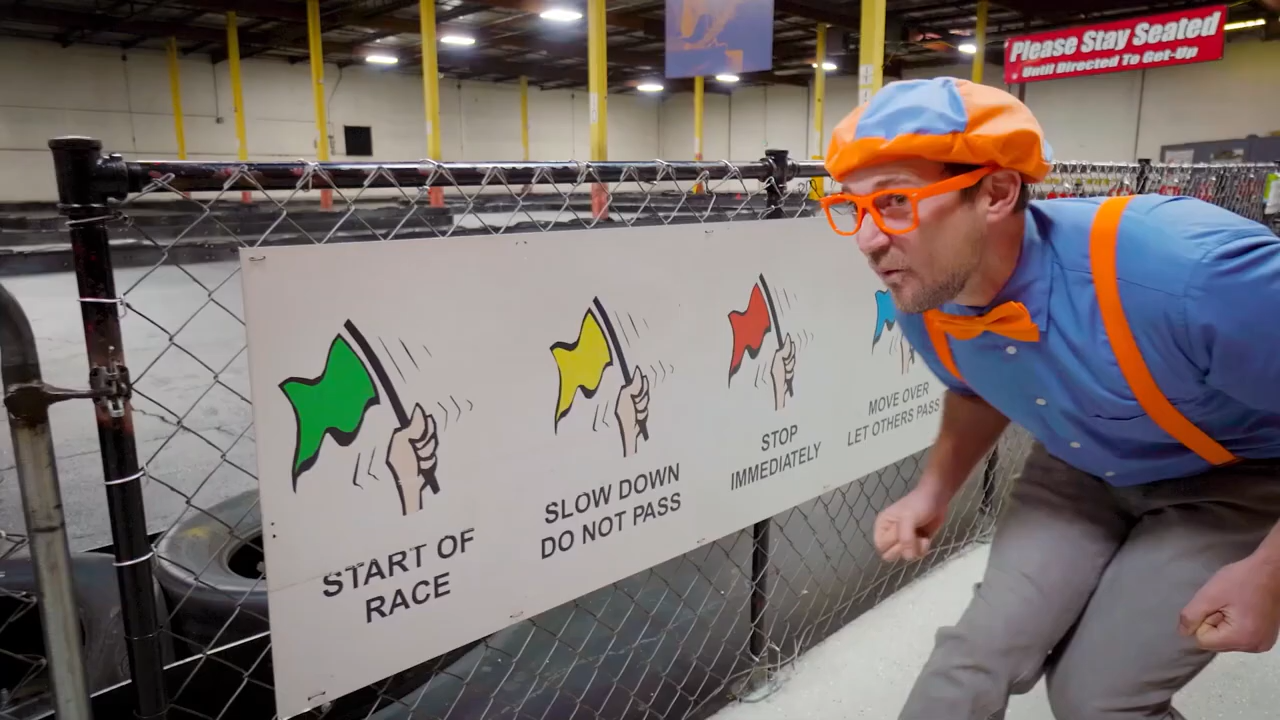 Please Stay Seated
Until Directed To Get-Up
START OF
RACE
SLOW DOWN
DO NOT PASS
STOP
IMMEDIATELY
MOVE OVER
LET OTHERS PASS